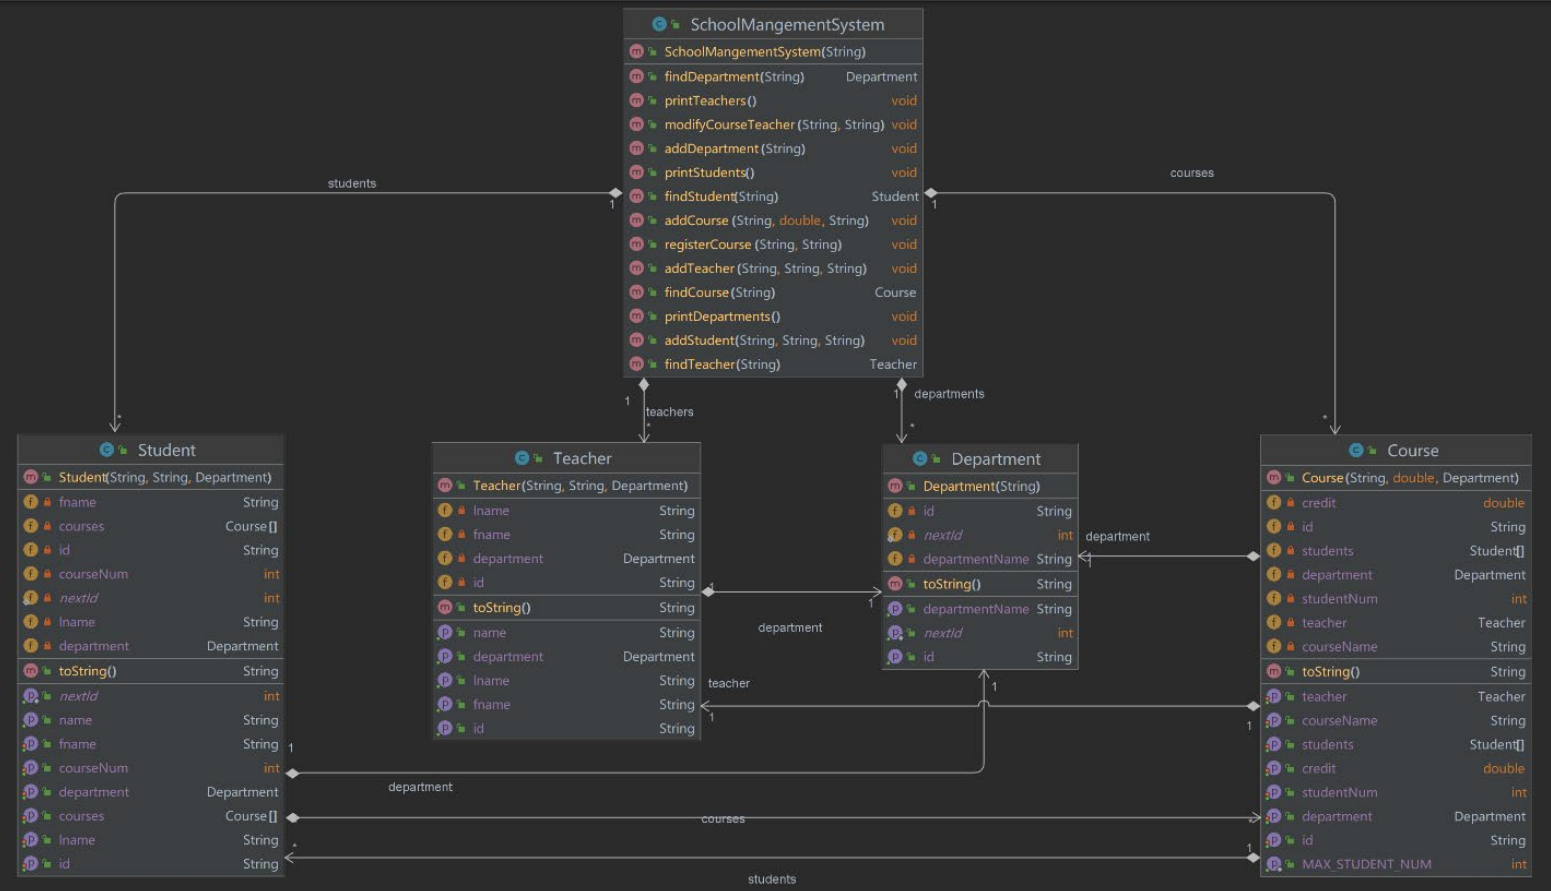 SchoolMangementSystem
SchoolMangementSystem(String)
findDepartment(String) Department
printTeachers() void
modifyCourseTeacher(String, String) void
addDepartment(String) void
printStudents() void
findStudent(String) Student
addCourse (String, double, String) void
registerCourse (String, String) void
addTeacher(String, String, String) void
findCourse(String) Course
printDepartments() void
addStudent(String, String, String) void
findTeacher(String) Teacher
students
1
*
courses
1
*
1
teachers
*
1
departments
*
Student
Student(String, String, Department)
fname String
courses Course[]
id String
courseNum int
nextId int
lname String
department Department
toString() String
nextId int
name String
fname String
courseNum int
department Department
courses Course[]
lname String
id String
Teacher
Teacher(String, String, Department)
lname String
fname String
department Department
id String
toString() String
name String
department Department
lname String
fname String
id String
Department
Department(String)
id String
nextId int
departmentName String
toString() String
departmentName String
nextId int
id String
Course
Course(String, double, Department)
credit double
id String
students Student[]
department Department
studentNum int
teacher Teacher
courseName String
toString() String
teacher Teacher
courseName String
students Student[]
credit double
studentNum int
department Department
id String
MAX_STUDENT_NUM int
department
1
1
department
1
teacher
1
1
1
department
1
courses
*
*
students
1